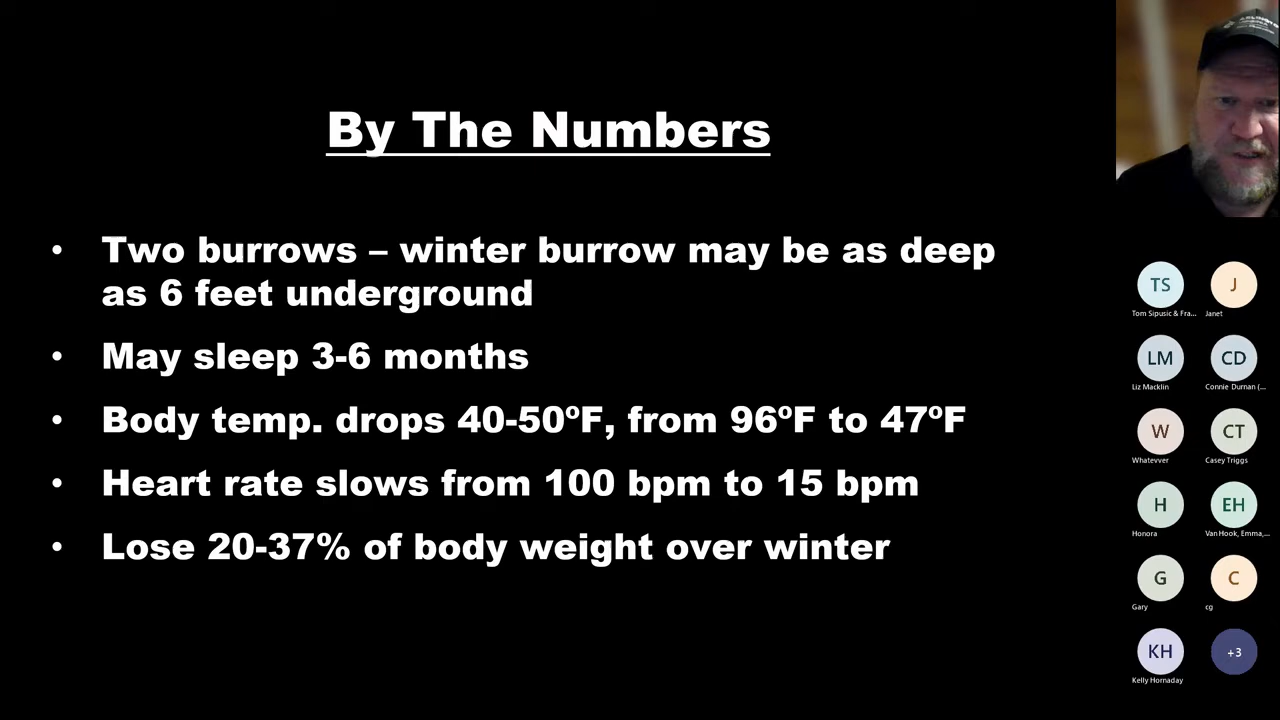 By The Numbers
• Two burrows – winter burrow may be as deep
as 6 feet underground
• May sleep 3-6 months
• Body temp. drops 40-50ºF, from 96ºF to 47ºF
• Heart rate slows from 100 bpm to 15 bpm
• Lose 20-37% of body weight over winter
TS
Tom Sipusic & Fra...
J
Janet
LM
Liz Macklin
CD
Connie Durnan (...
W
Whatevver
CT
Casey Triggs
H
Honora
EH
Van Hook, Emma,...
G
Gary
C
cg
KH
Kelly Hornaday
+3